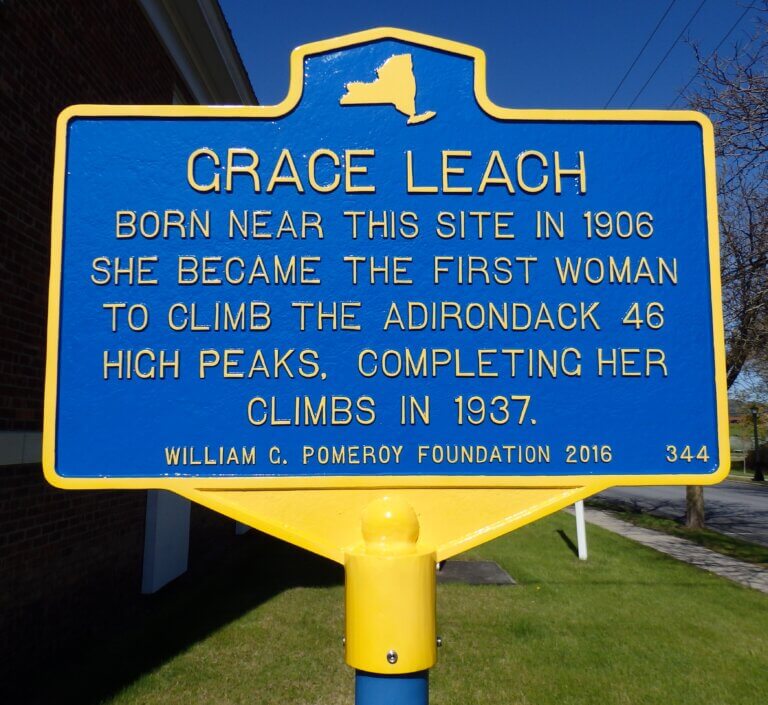 GRACE LEACH
BORN NEAR THIS SITE IN 1906
SHE BECAME THE FIRST WOMAN
TO CLIMB THE ADIRONDACK 46
HIGH PEAKS, COMPLETING HER
CLIMBS IN 1937.
WILLIAM G. POMEROY FOUNDATION 2016 344